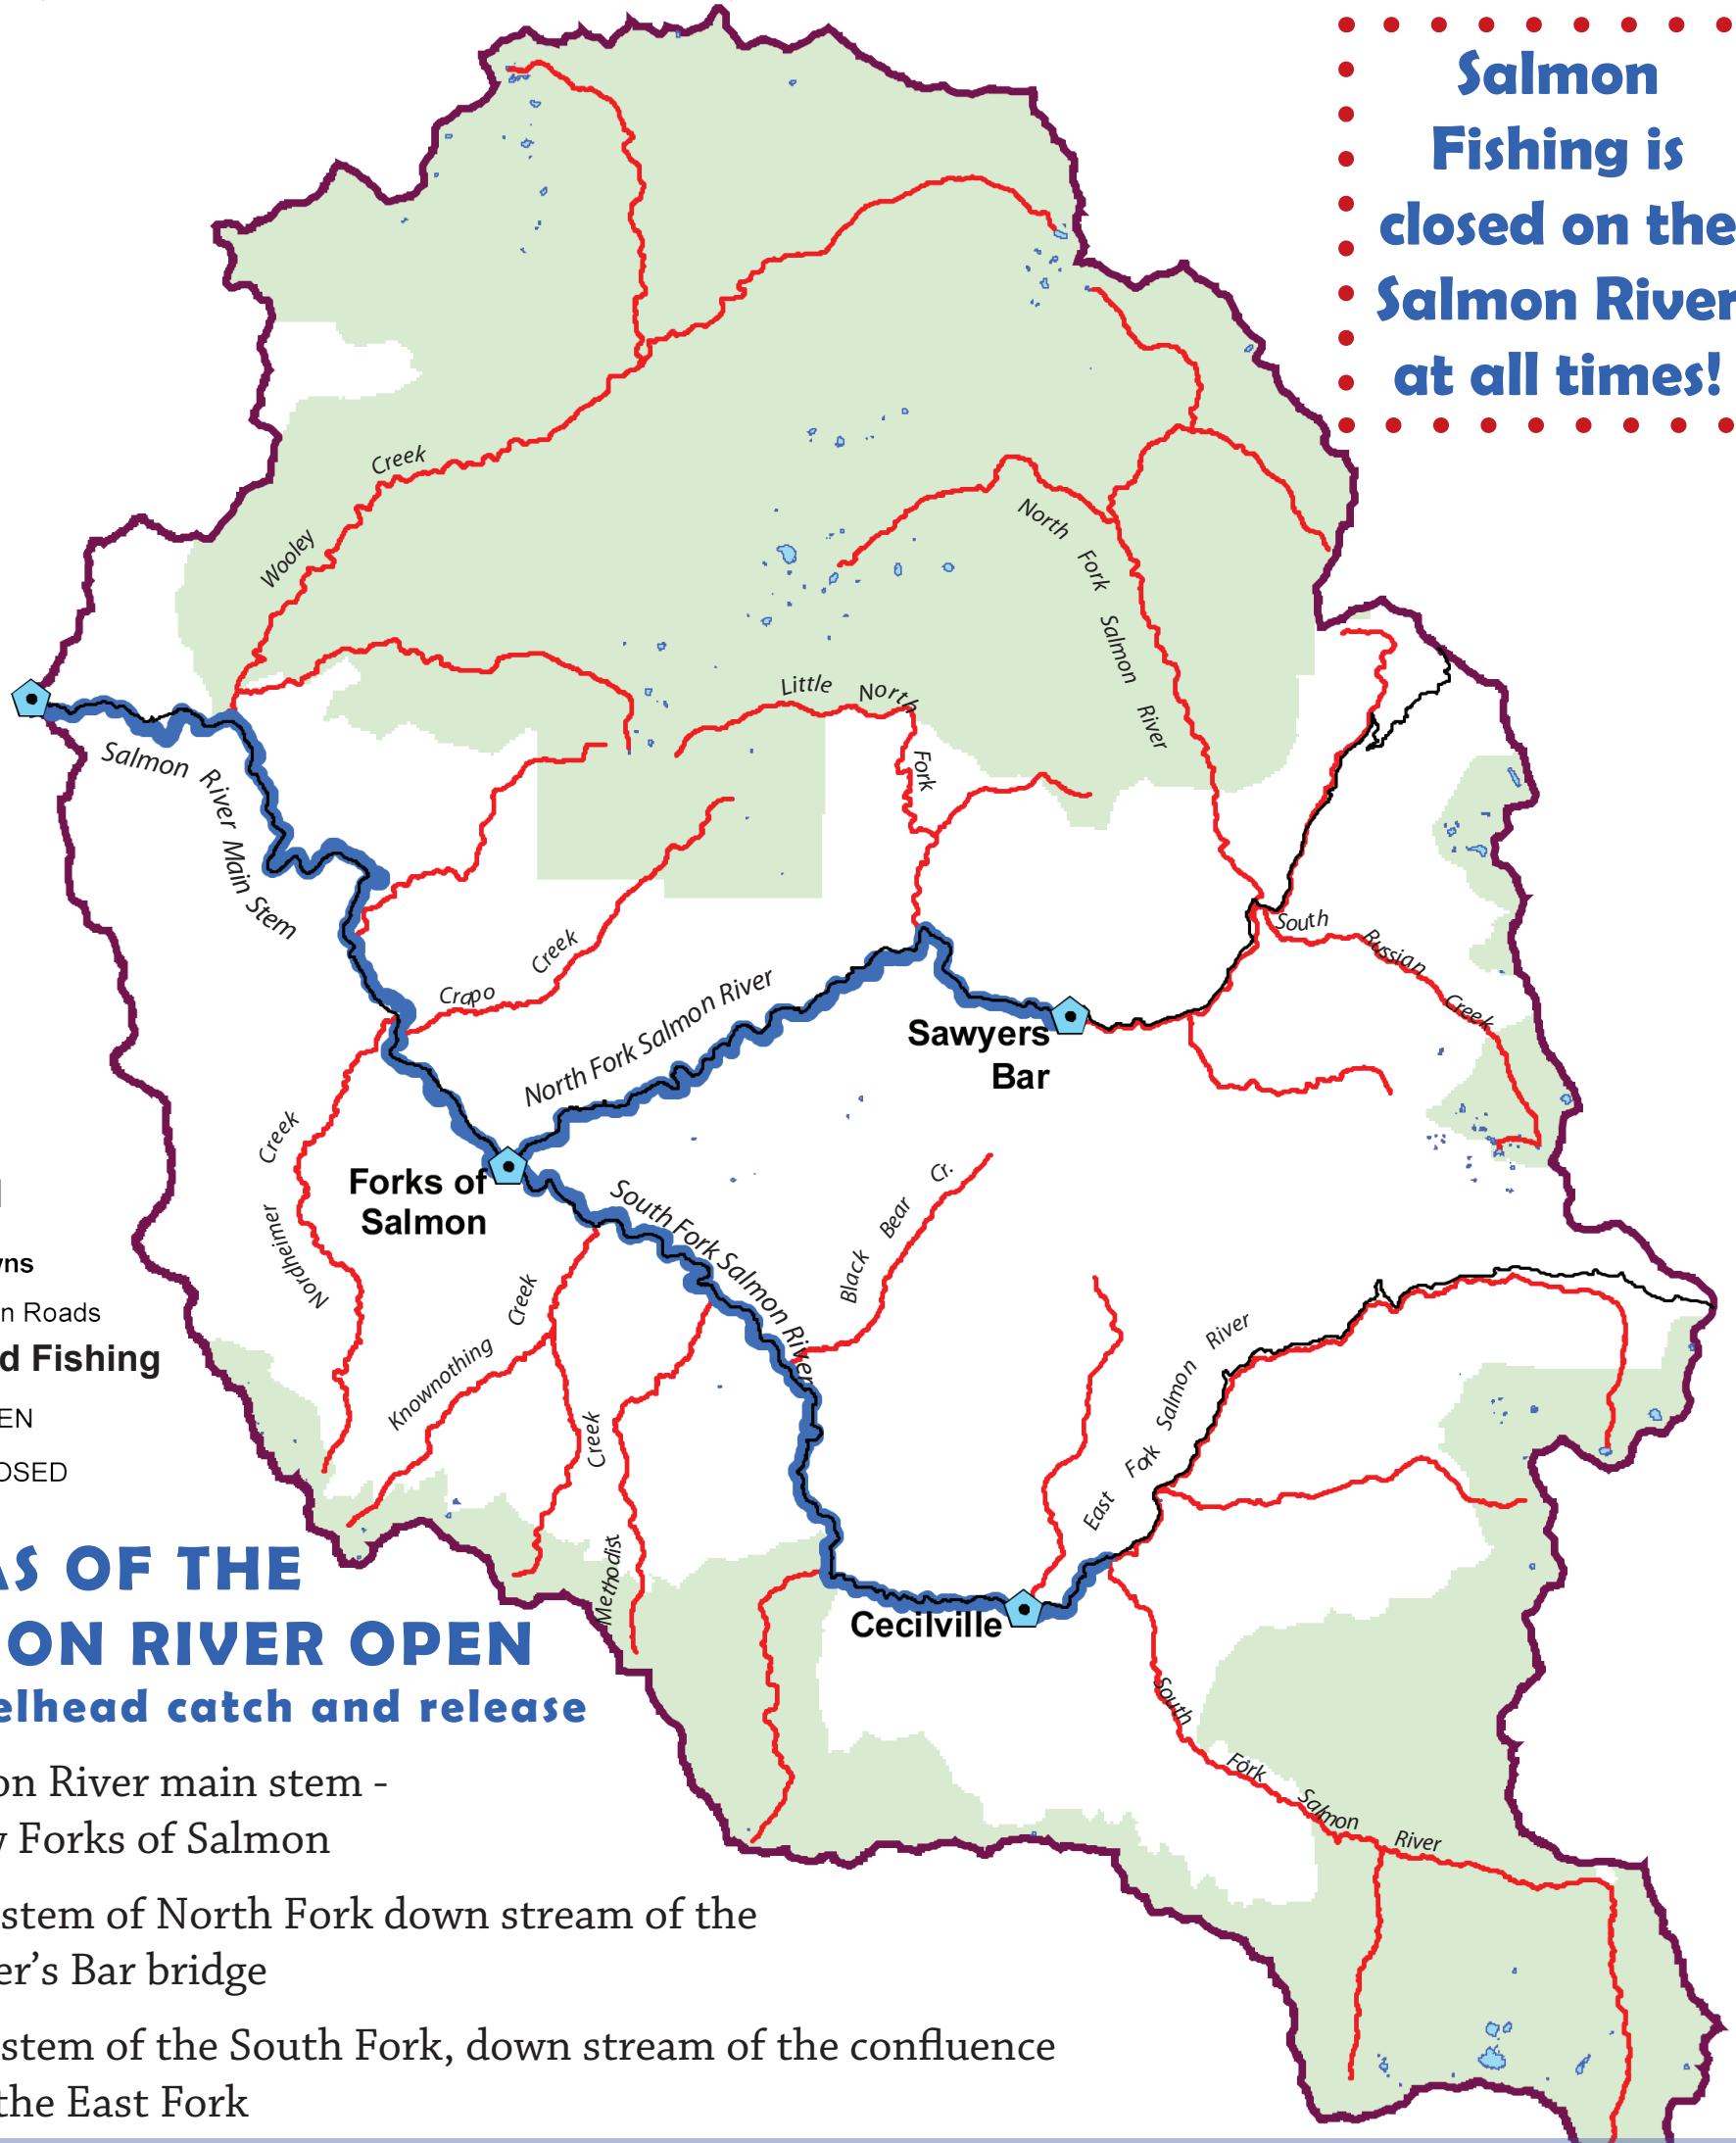 Salmon
Fishing is
closed on the
Salmon River
at all times!
Creek
Wooley
North Fork Salmon River
Little North Fork
Salmon River Main Stem
South Russian Creek
Crapo Creek
North Fork Salmon River
Sawyers
Bar
Creek
Nordheimer
Forks of
Salmon
South Fork Salmon River
Black Bear Cr.
Knownothing Creek
Creek
Methodist
East Fork Salmon River
Cecilville
South Fork Salmon River
wns
n Roads
d Fishing
EN
OSED
AS OF THE
ON RIVER OPEN
elhead catch and release
on River main stem -
Forks of Salmon
stem of North Fork down stream of the
er’s Bar bridge
stem of the South Fork, down stream of the confluence
the East Fork